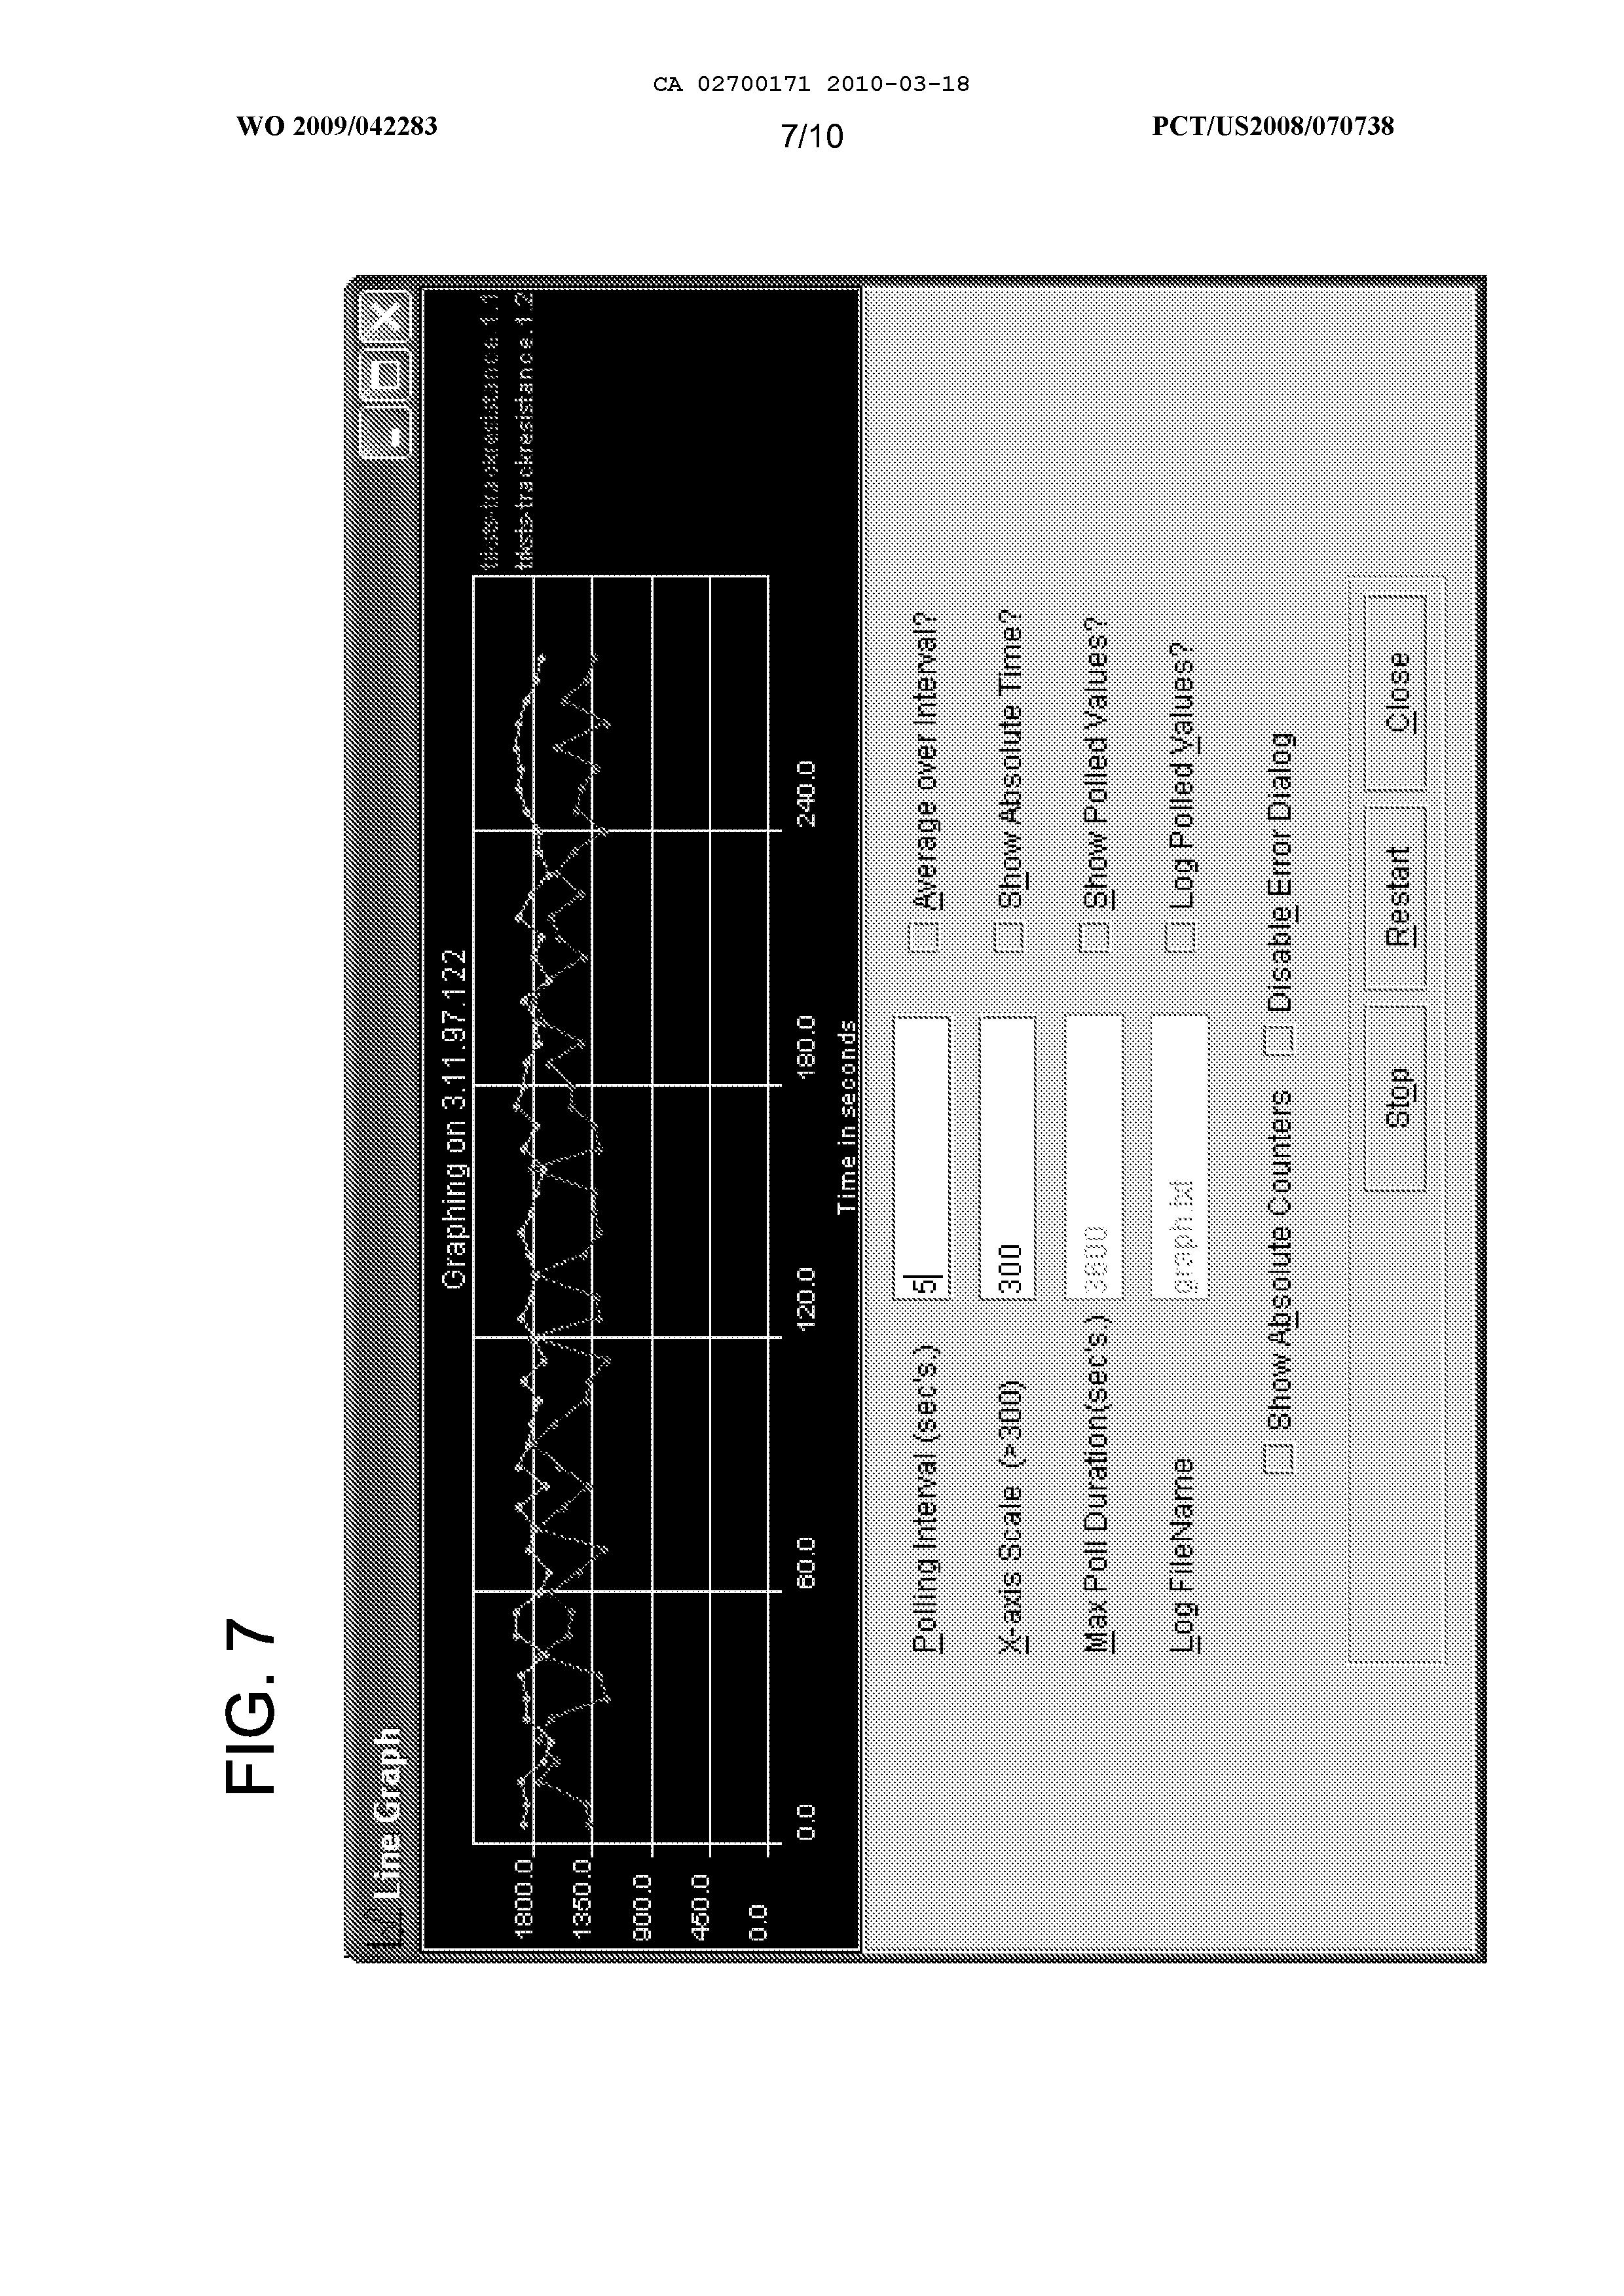 CA 02700171 2010-03-18
WO 2009/042283
7/10
PCT/US2008/070738
FIG. 7
Line Graph
Graphing on 3.11.97.122
1800.0
1350.0
900.0
450.0
0.0
0.0
60.0
120.0
180.0
240.0
Time in seconds
tiksts-trackresistance.1.1
tiksts-trackresistance.1.2
Polling Interval (sec's.) 5
Average over Interval?
X-axis Scale (>300) 300
Show Absolute Time?
Max Poll Duration(sec's.) 3600
Show Polled Values?
Log FileName graph.txt
Log Polled Values?
Show Absolute Counters
Disable Error Dialog
Stop
Restart
Close